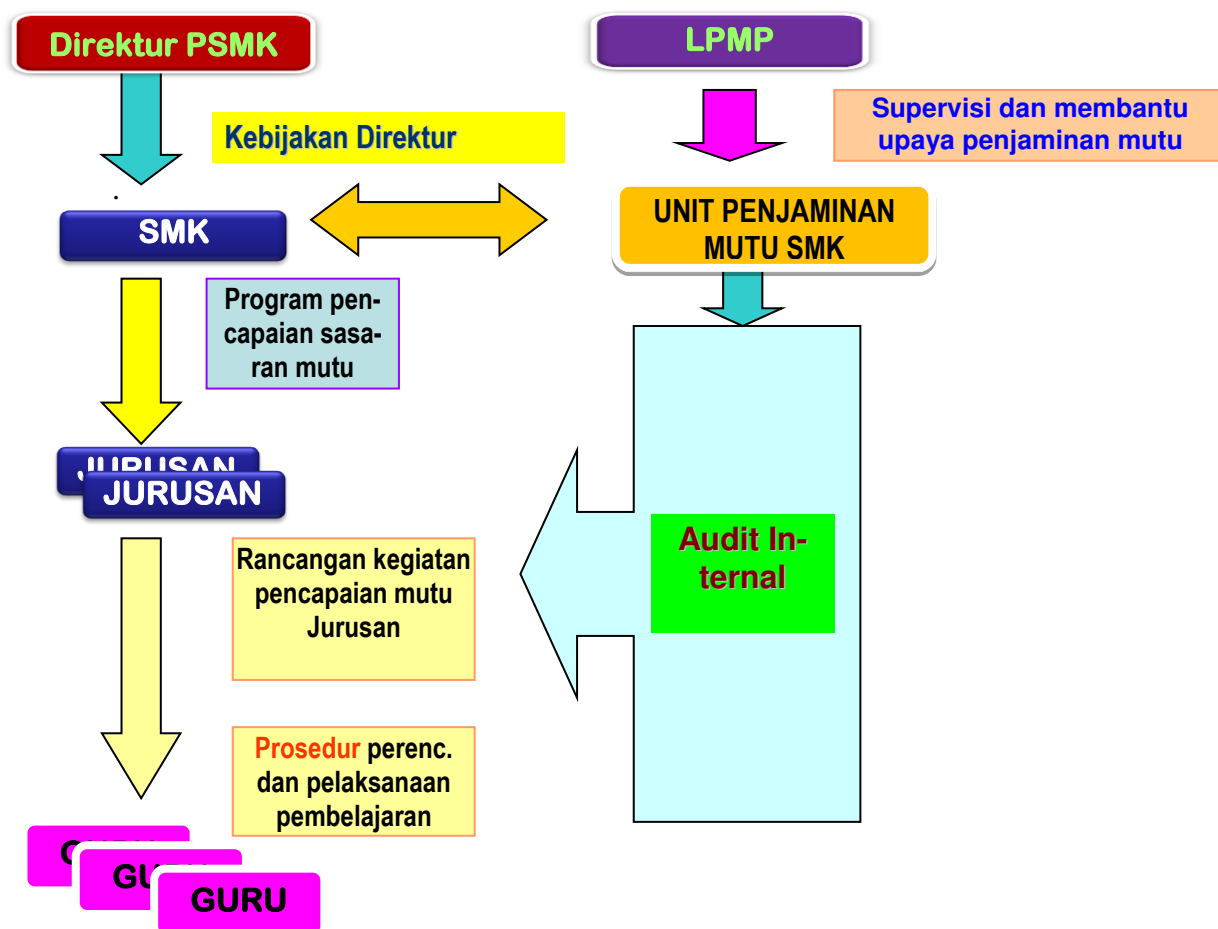 Direktur PSMK
LPMP
Kebijakan Direktur
Supervisi dan membantu
upaya penjaminan mutu
.
SMK
UNIT PENJAMINAN
MUTU SMK
Program pen-
capaian sasa-
ran mutu
JURUSAN
JURUSAN
Rancangan kegiatan
pencapaian mutu
Jurusan
Audit In-
ternal
Prosedur perenc.
dan pelaksanaan
pembelajaran
GURU